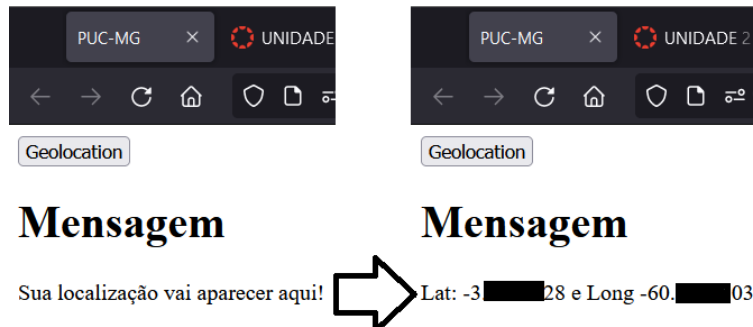 PUC-MG
UNIDADE
Geolocation
Mensagem
Sua localização vai aparecer aqui!
PUC-MG
UNIDADE 2
Geolocation
Mensagem
Lat: -3. 28 e Long -60. 03